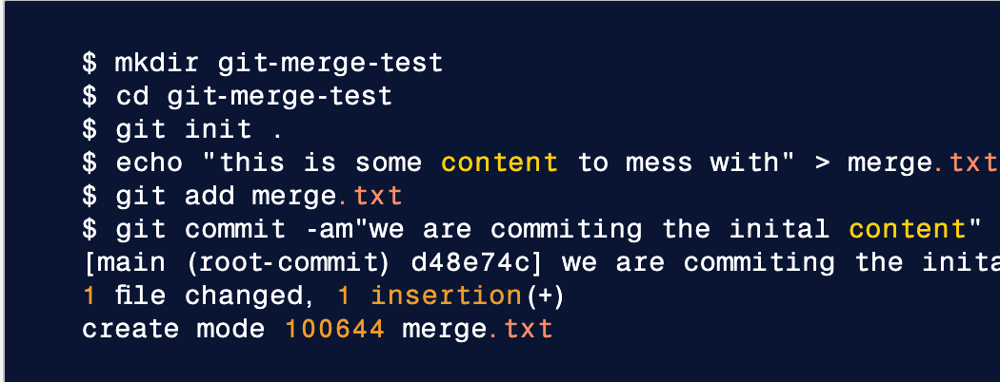 $ mkdir git-merge-test
$ cd git-merge-test
$ git init .
$ echo "this is some content to mess with" > merge.txt
$ git add merge.txt
$ git commit -am"we are commiting the inital content"
[main (root-commit) d48e74c] we are commiting the
1 file changed, 1 insertion(+)
create mode 100644 merge.txt